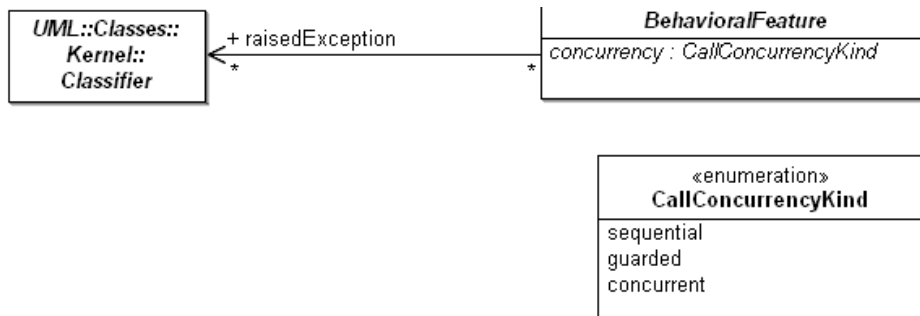 UML::Classes::
Kernel::
Classifier
+ raisedException
*
*
BehavioralFeature
concurrency : CallConcurrencyKind
«enumeration»
CallConcurrencyKind
sequential
guarded
concurrent